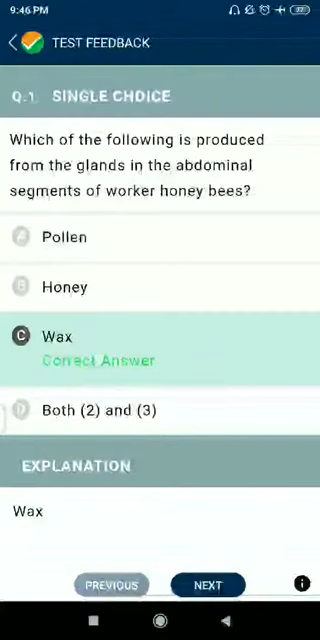 9:46 PM
TEST FEEDBACK
Q.1 SINGLE CHOICE
Which of the following is produced
from the glands in the abdominal
segments of worker honey bees?
A Pollen
B Honey
C Wax
Correct Answer
D Both (2) and (3)
EXPLANATION
Wax
PREVIOUS NEXT